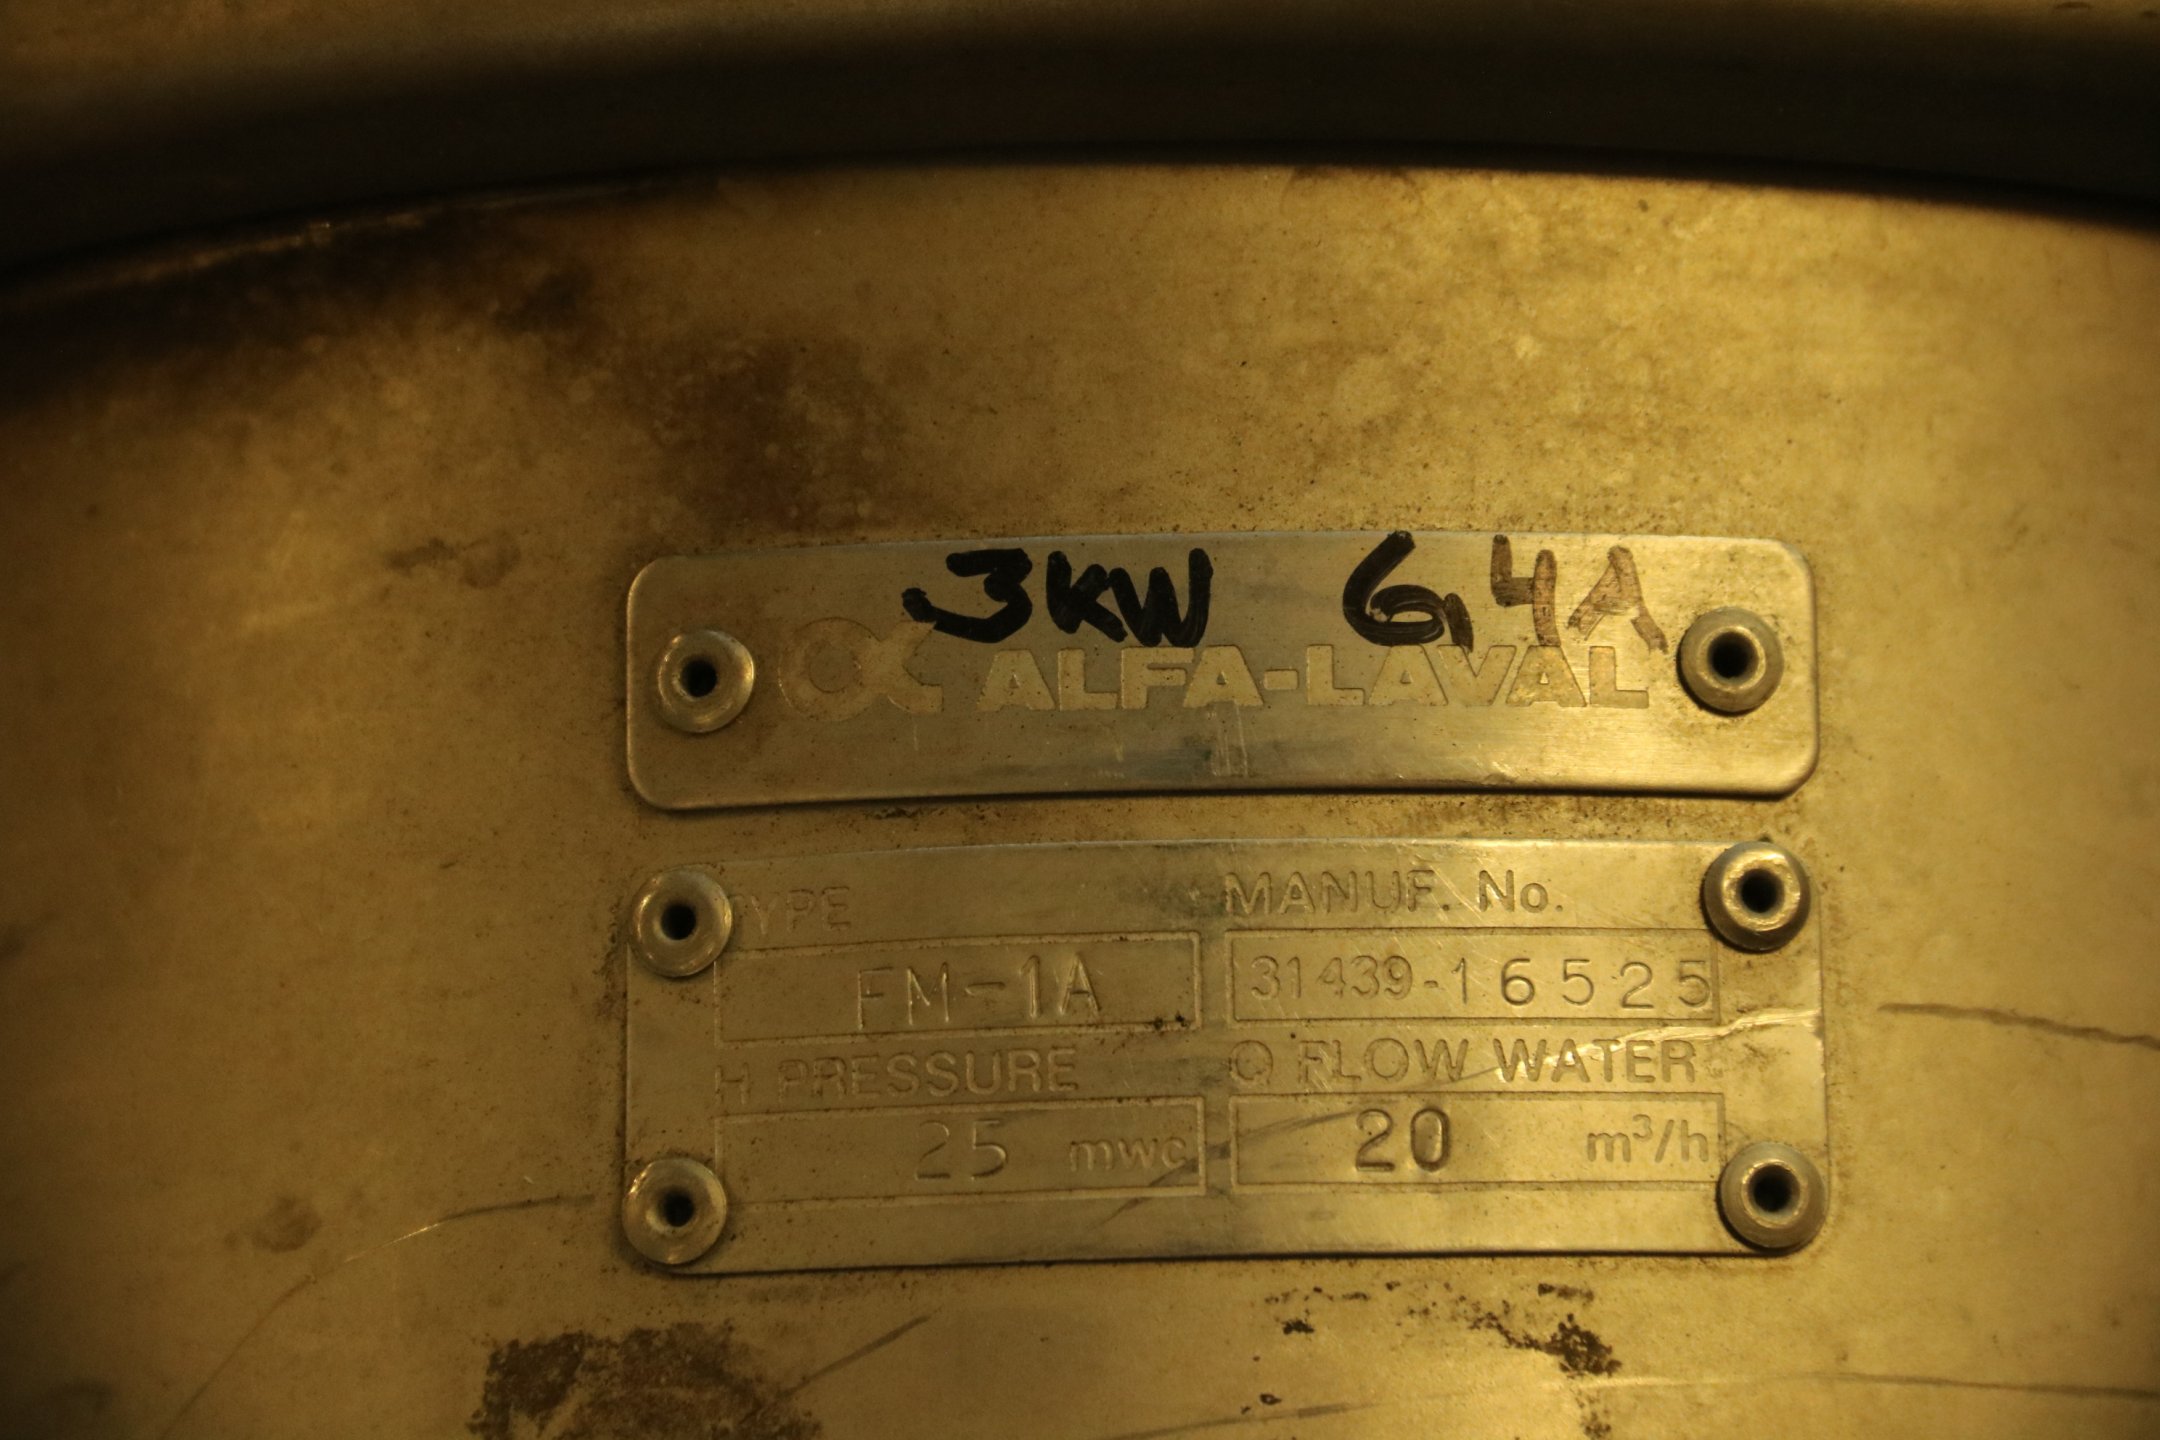 3KW 6,4A
ALFA-LAVAL
TYPE MANUF. No.
FM-1A 31439-16525
H PRESSURE Q FLOW WATER
25 mwc 20 m³/h